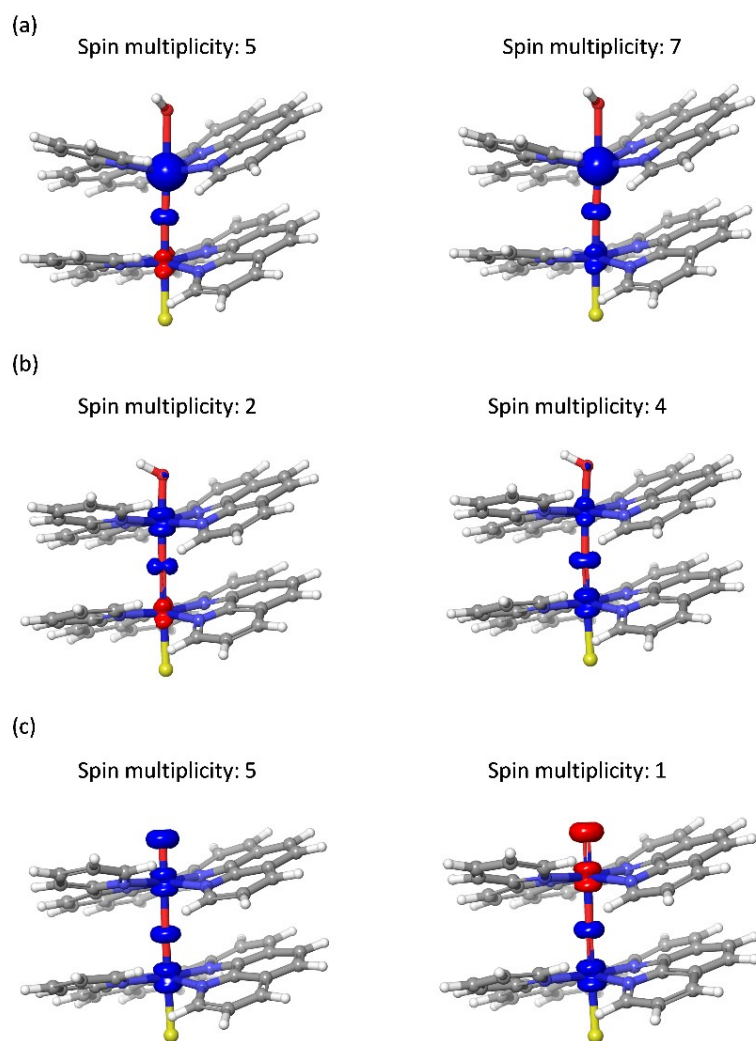 (a)
Spin multiplicity: 5
Spin multiplicity: 7
(b)
Spin multiplicity: 2
Spin multiplicity: 4
(c)
Spin multiplicity: 5
Spin multiplicity: 1